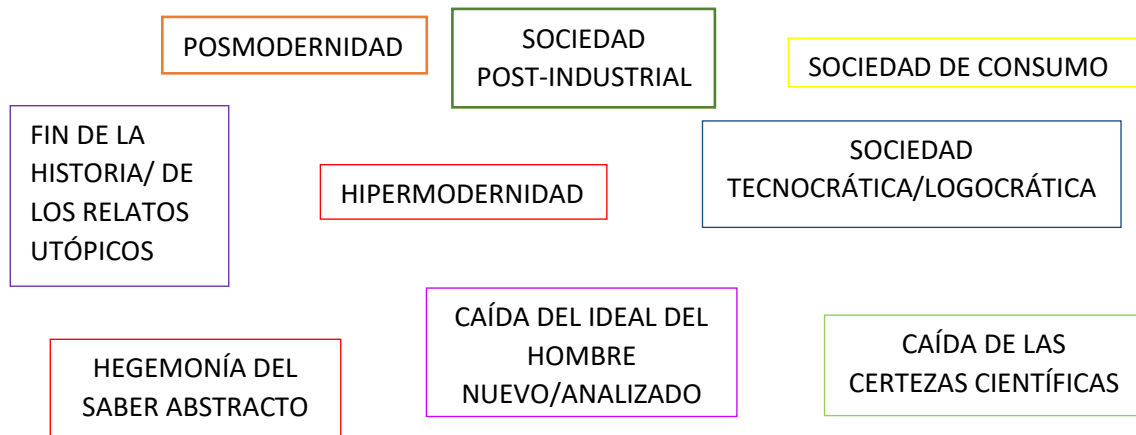 POSMODERNIDAD
SOCIEDAD
POST-INDUSTRIAL
SOCIEDAD DE CONSUMO
FIN DE LA
HISTORIA/ DE
LOS RELATOS
UTÓPICOS
HIPERMODERNIDAD
SOCIEDAD
TECNOCRÁTICA/LOGOCRÁTICA
HEGEMONÍA DEL
SABER ABSTRACTO
CAÍDA DEL IDEAL DEL
HOMBRE
NUEVO/ANALIZADO
CAÍDA DE LAS
CERTEZAS CIENTÍFICAS